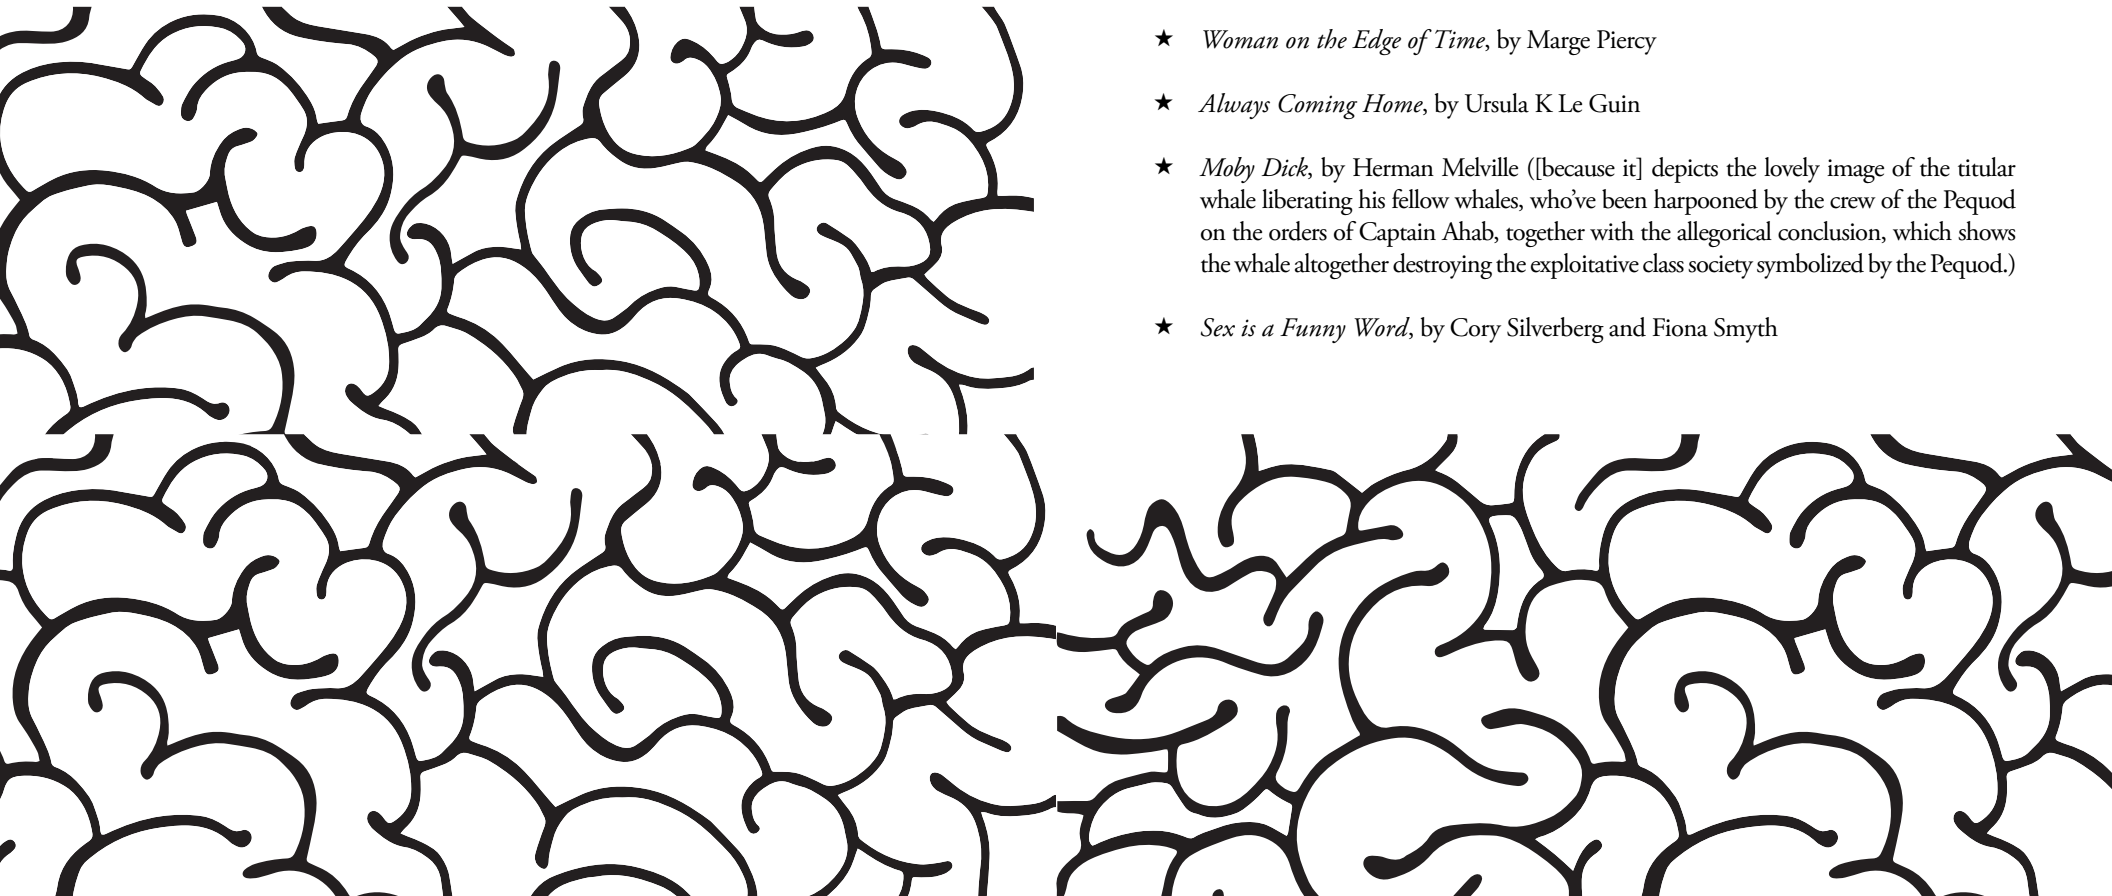 ★ Woman on the Edge of Time, by Marge Piercy
★ Always Coming Home, by Ursula K Le Guin
★ Moby Dick, by Herman Melville ([because it] depicts the lovely image of the titular
whale liberating his fellow whales, who’ve been harpooned by the crew of the Pequod
on the orders of Captain Ahab, together with the allegorical conclusion, which shows
the whale altogether destroying the exploitative class society symbolized by the Pequod.)
★ Sex is a Funny Word, by Cory Silverberg and Fiona Smyth